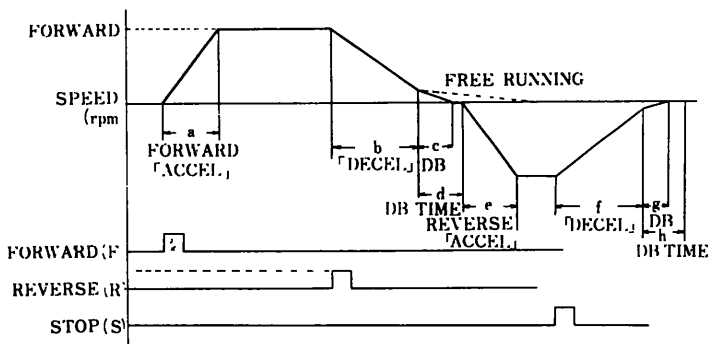 FORWARD
FREE RUNNING
SPEED
(rpm
a
b
c
FORWARD
「DECEL」
DB
「ACCEL」
d
e
f
g
DB TIME
「DECEL」
DB
REVERSE
h
「ACCEL」
DB TIME
FORWARD(F
REVERSE(R)
STOP(S)